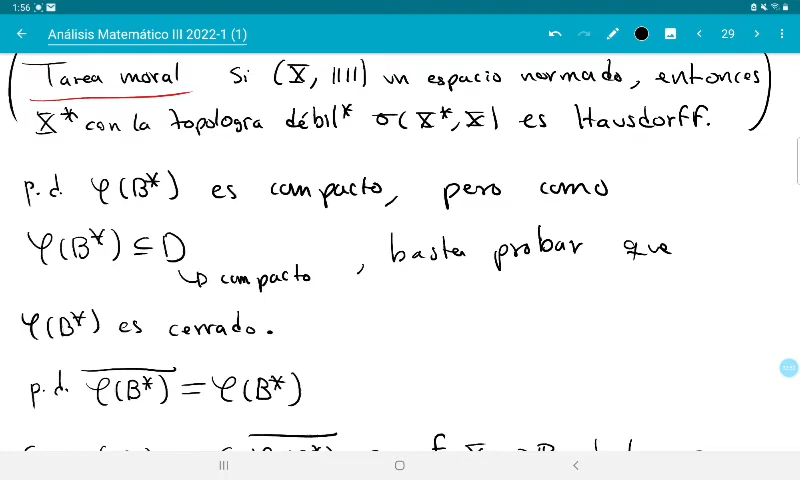 1:56
Análisis Matemático III 2022-1 (1)
29
(Tarea moral Si (X, ||·||) un espacio normado, entonces
X* con la topología débil* σ(X*, X) es Hausdorff.)
p.d. φ(B*) es compacto, pero como
φ(B*) ⊆ D, basta probar que
↳ compacto
φ(B*) es cerrado.
p.d. \overline{φ(B*)} = φ(B*)